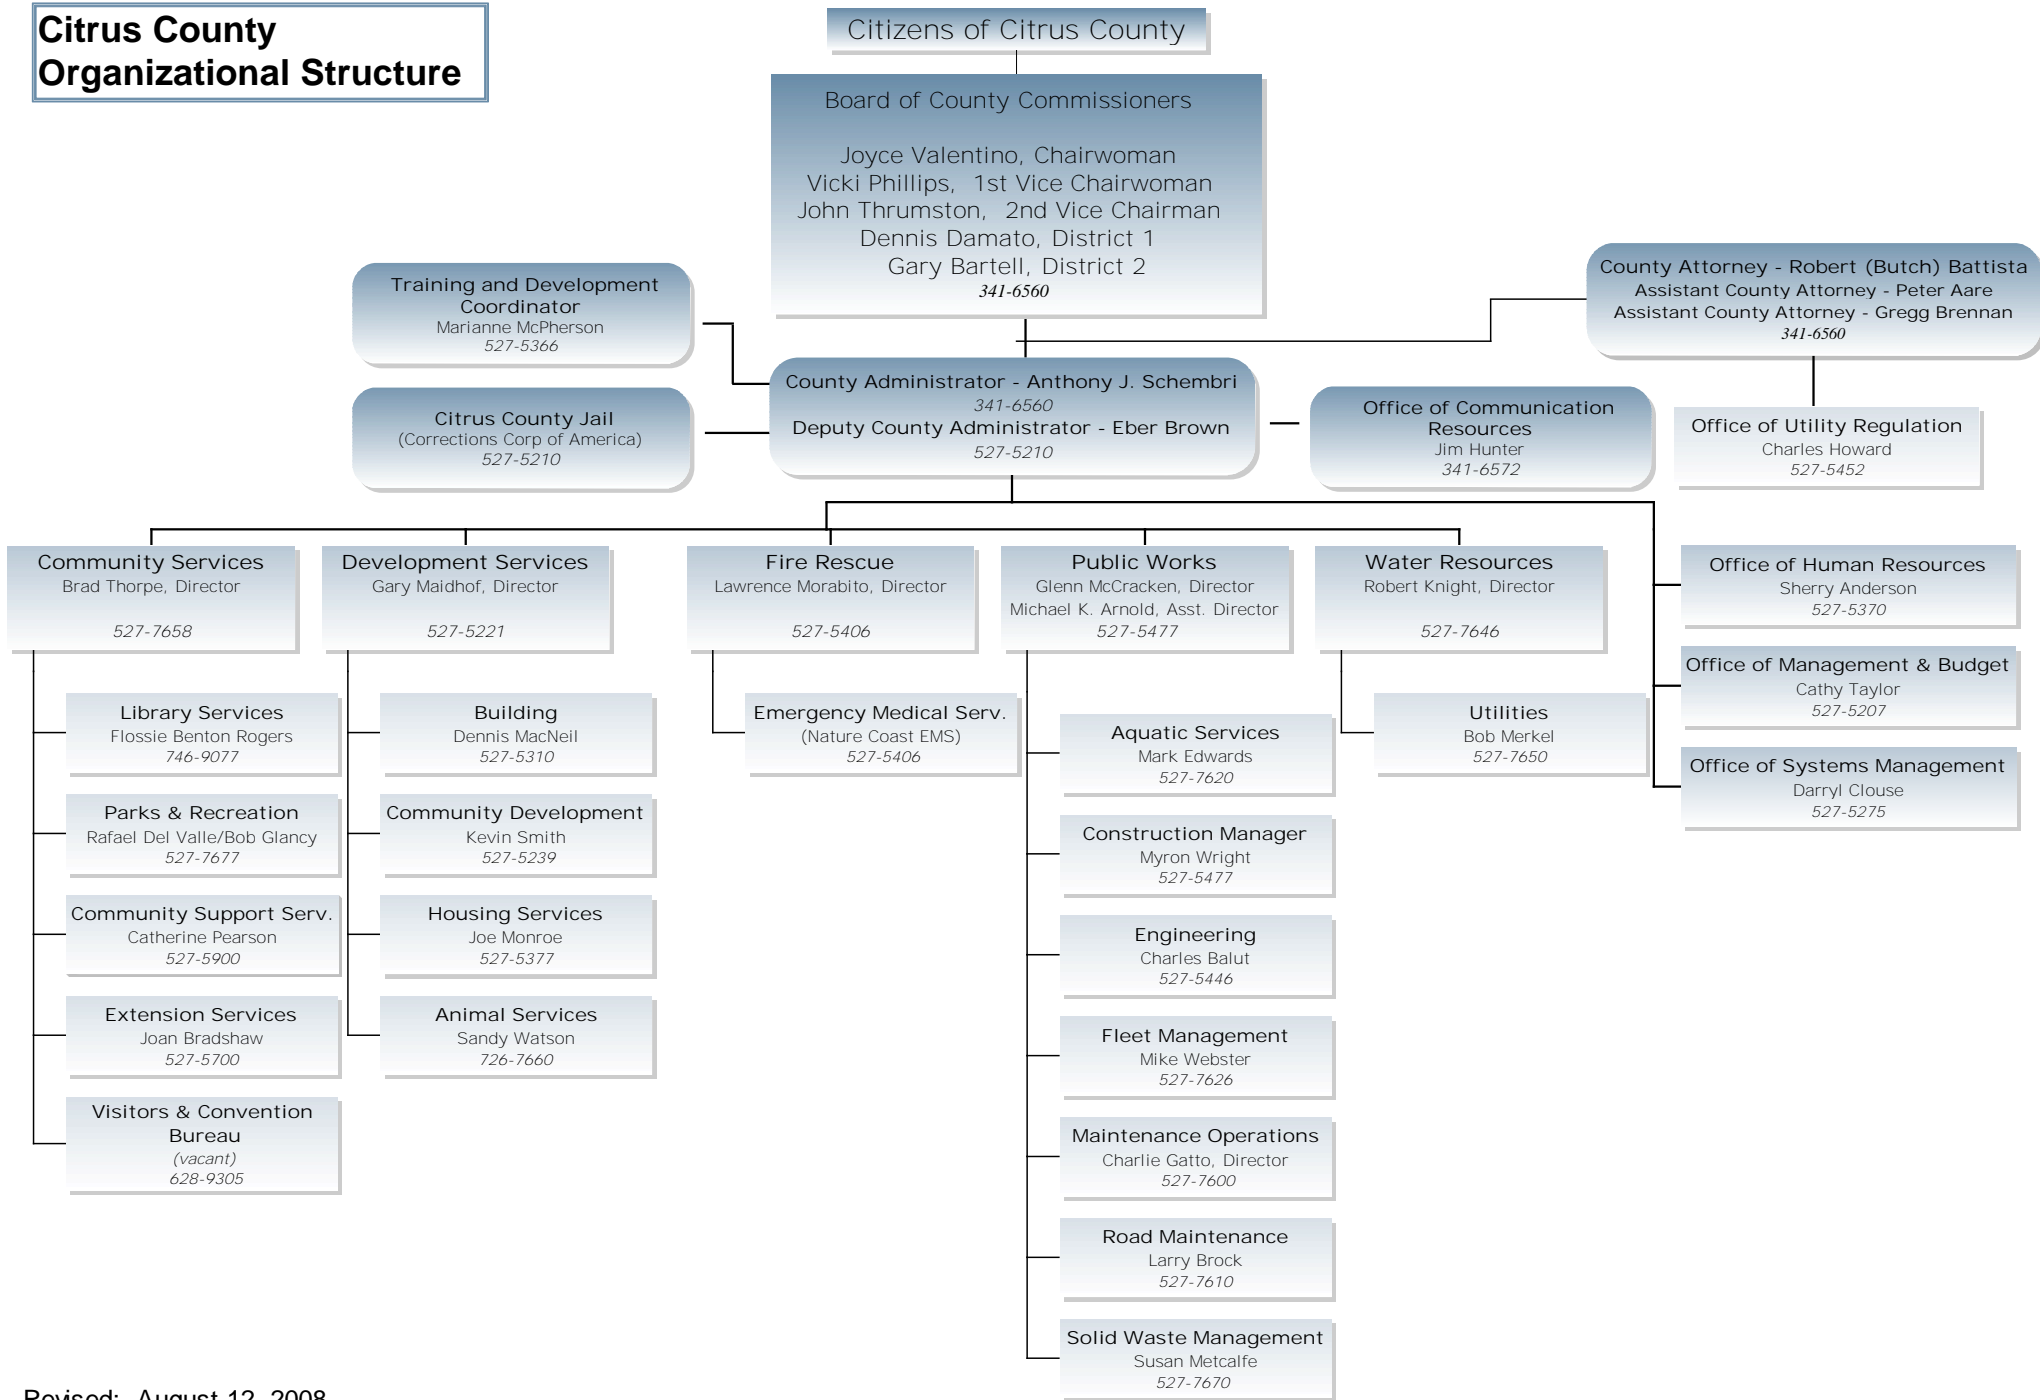 Citrus County
Organizational Structure
Citizens of Citrus County
Board of County Commissioners
Joyce Valentino, Chairwoman
Vicki Phillips, 1st Vice Chairwoman
John Thrumston, 2nd Vice Chairman
Dennis Damato, District 1
Gary Bartell, District 2
341-6560
Training and Development
Coordinator
Marianne McPherson
527-5366
Citrus County Jail
(Corrections Corp of America)
527-5210
County Administrator - Anthony J. Schembri
341-6560
Deputy County Administrator - Eber Brown
527-5210
Office of Communication
Resources
Jim Hunter
341-6572
County Attorney - Robert (Butch) Battista
Assistant County Attorney - Peter Aare
Assistant County Attorney - Gregg Brennan
341-6560
Office of Utility Regulation
Charles Howard
527-5452
Community Services
Brad Thorpe, Director
527-7658
Library Services
Flossie Benton Rogers
746-9077
Parks & Recreation
Rafael Del Valle/Bob Glancy
527-7677
Community Support Serv.
Catherine Pearson
527-5900
Extension Services
Joan Bradshaw
527-5700
Visitors & Convention
Bureau
(vacant)
628-9305
Development Services
Gary Maidhof, Director
527-5221
Building
Dennis MacNeil
527-5310
Community Development
Kevin Smith
527-5239
Housing Services
Joe Monroe
527-5377
Animal Services
Sandy Watson
726-7660
Fire Rescue
Lawrence Morabito, Director
527-5406
Emergency Medical Serv.
(Nature Coast EMS)
527-5406
Public Works
Glenn McCracken, Director
Michael K. Arnold, Asst. Director
527-5477
Aquatic Services
Mark Edwards
527-7620
Construction Manager
Myron Wright
527-5477
Engineering
Charles Balut
527-5446
Fleet Management
Mike Webster
527-7626
Maintenance Operations
Charlie Gatto, Director
527-7600
Road Maintenance
Larry Brock
527-7610
Solid Waste Management
Susan Metcalfe
527-7670
Water Resources
Robert Knight, Director
527-7646
Utilities
Bob Merkel
527-7650
Office of Human Resources
Sherry Anderson
527-5370
Office of Management & Budget
Cathy Taylor
527-5207
Office of Systems Management
Darryl Clouse
527-5275
Revised: August 12, 2008